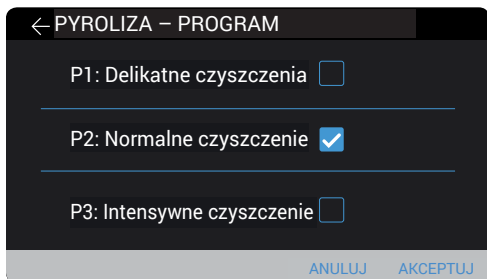 PYROLIZA – PROGRAM
P1: Delikatne czyszczenia
P2: Normalne czyszczenie
P3: Intensywne czyszczenie
ANULUJ AKCEPTUJ